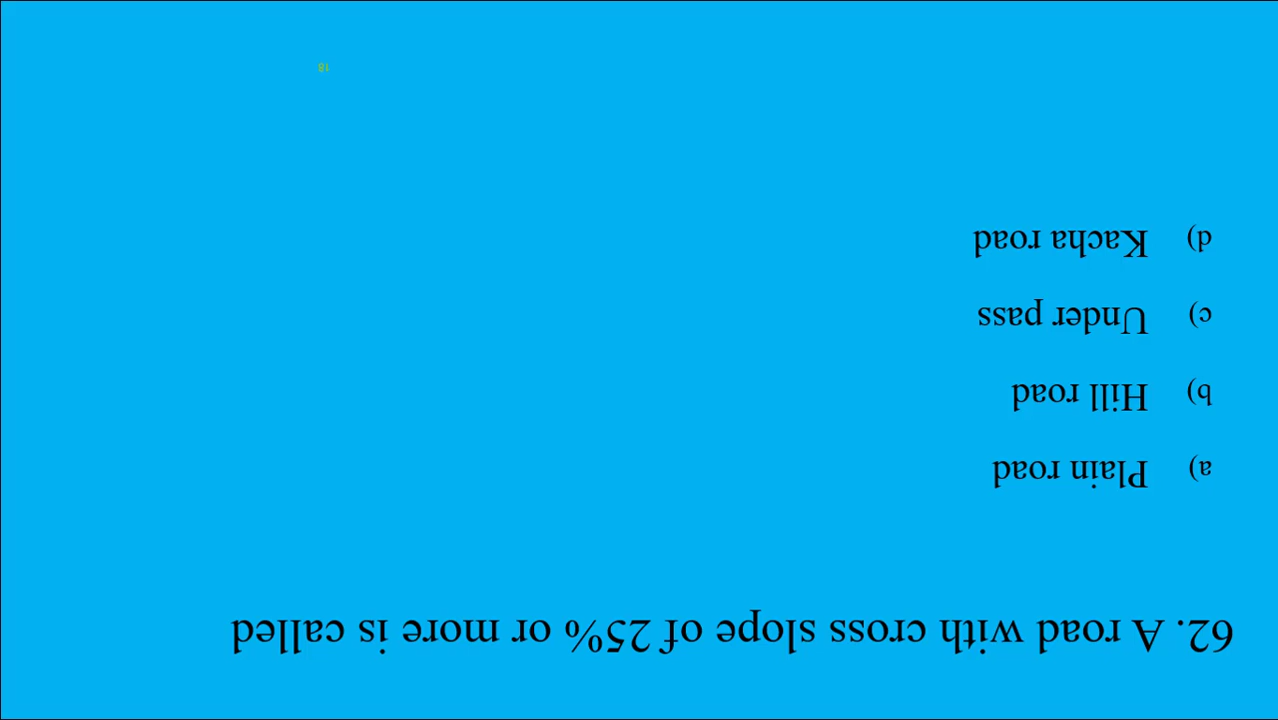 62. A road with cross slope of 25% or more is called
a) Plain road
b) Hill road
c) Under pass
d) Kacha road
18